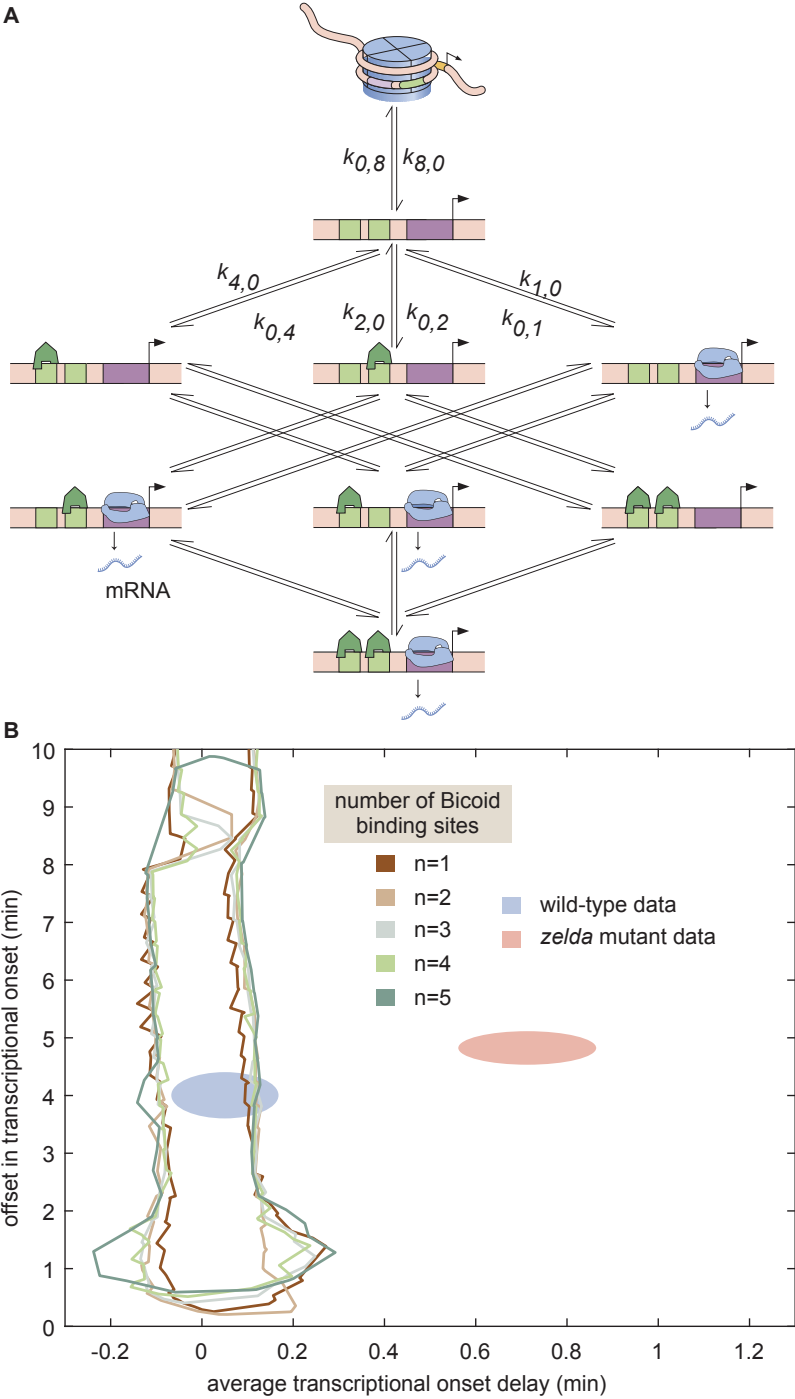 A
k0,8 k8,0
k4,0 k1,0
k0,4 k2,0 k0,2 k0,1
mRNA
B
10
9
8
7
6
5
4
3
2
1
0
offset in transcriptional onset (min)
number of Bicoid
binding sites
n=1
n=2
n=3
n=4
n=5
wild-type data
zelda mutant data
-0.2 0 0.2 0.4 0.6 0.8 1 1.2
average transcriptional onset delay (min)